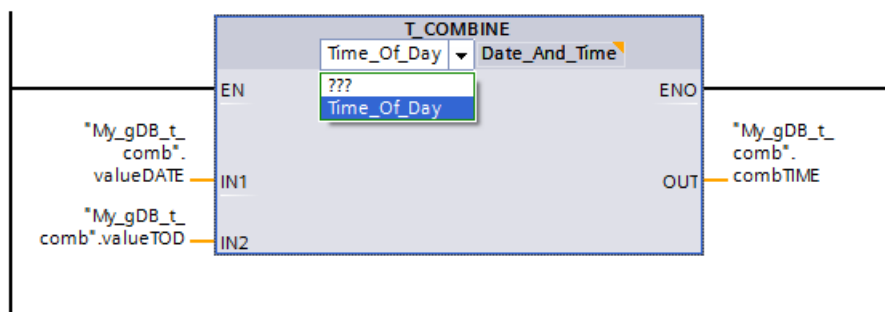 T_COMBINE
Time_Of_Day Date_And_Time
???
Time_Of_Day
EN
ENO
"My_gDB_t_
comb".
valueDATE
IN1
"My_gDB_t_
comb".valueTOD
IN2
OUT
"My_gDB_t_
comb".
combTIME